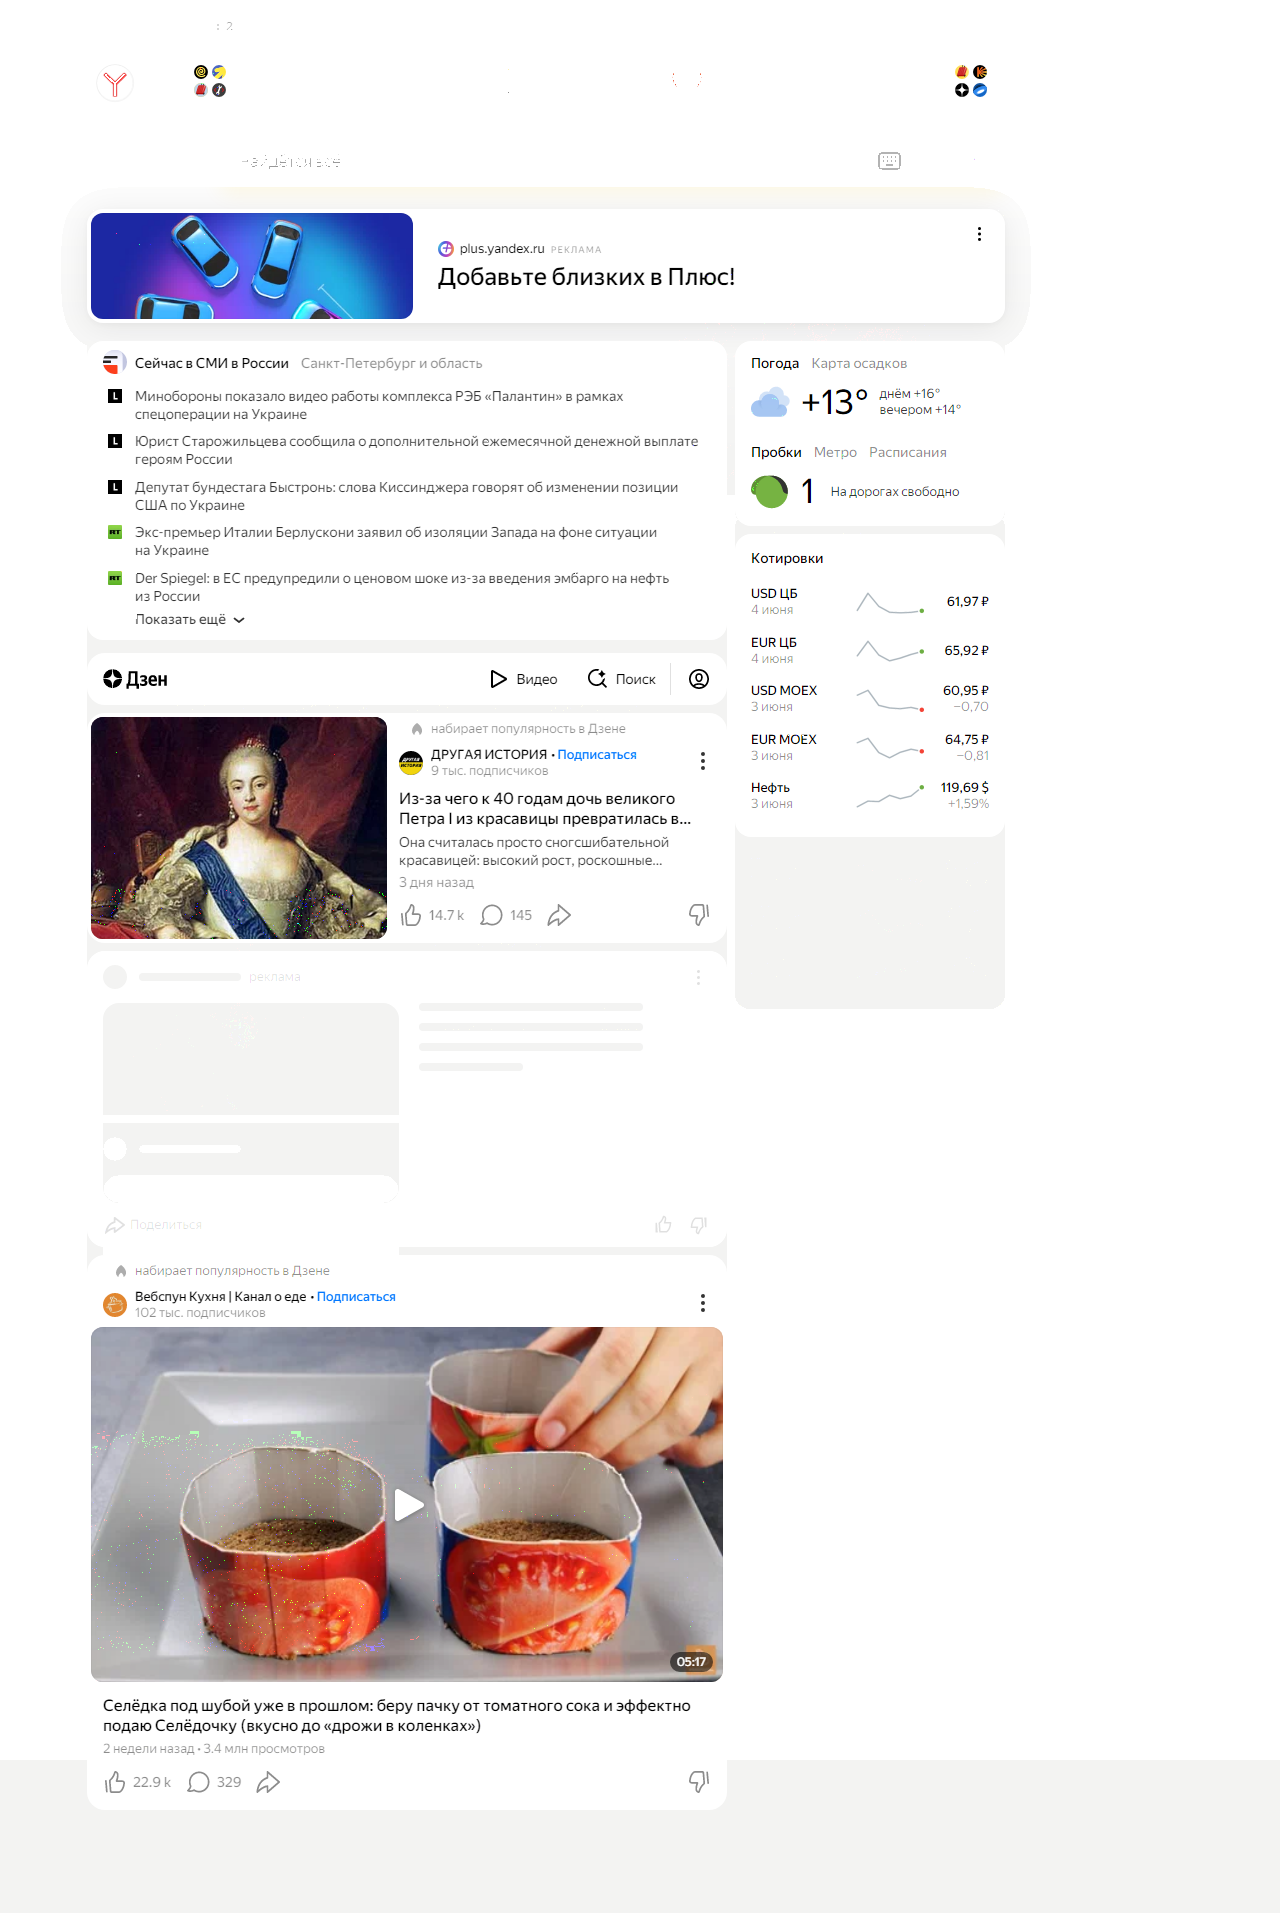 plus.yandex.ru РЕКЛАМА
Добавьте близких в Плюс!
Сейчас в СМИ в России Санкт-Петербург и область
Минобороны показало видео работы комплекса РЭБ «Палантин» в рамках
спецоперации на Украине
Юрист Старожильцева сообщила о дополнительной ежемесячной денежной выплате
героям России
Депутат бундестага Быстронь: слова Киссинджера говорят об изменении позиции
США по Украине
Экс-премьер Италии Берлускони заявил об изоляции Запада на фоне ситуации
на Украине
Der Spiegel: в ЕС предупредили о ценовом шоке из-за введения эмбарго на нефть
из России
Показать ещё
Погода Карта осадков
+13°
днём +16°
вечером +14°
Пробки Метро Расписания
1 На дорогах свободно
Котировки
USD ЦБ 61,97 ₽
4 июня
EUR ЦБ 65,92 ₽
4 июня
USD MOEX 60,95 ₽
3 июня −0,70
EUR MOEX 64,75 ₽
3 июня −0,81
Нефть 119,69 $
3 июня +1,59%
Дзен Видео Поиск
набирает популярность в Дзене
ДРУГАЯ ИСТОРИЯ • Подписаться
9 тыс. подписчиков
Из-за чего к 40 годам дочь великого
Петра I из красавицы превратилась в...
Она считалась просто сногсшибательной
красавицей: высокий рост, роскошные...
3 дня назад
14.7 k 145
реклама
Поделиться
набирает популярность в Дзене
Вебспун Кухня | Канал о еде • Подписаться
102 тыс. подписчиков
05:17
Селёдка под шубой уже в прошлом: беру пачку от томатного сока и эффектно
подаю Селёдочку (вкусно до «дрожи в коленках»)
2 недели назад • 3.4 млн просмотров
22.9 k 329